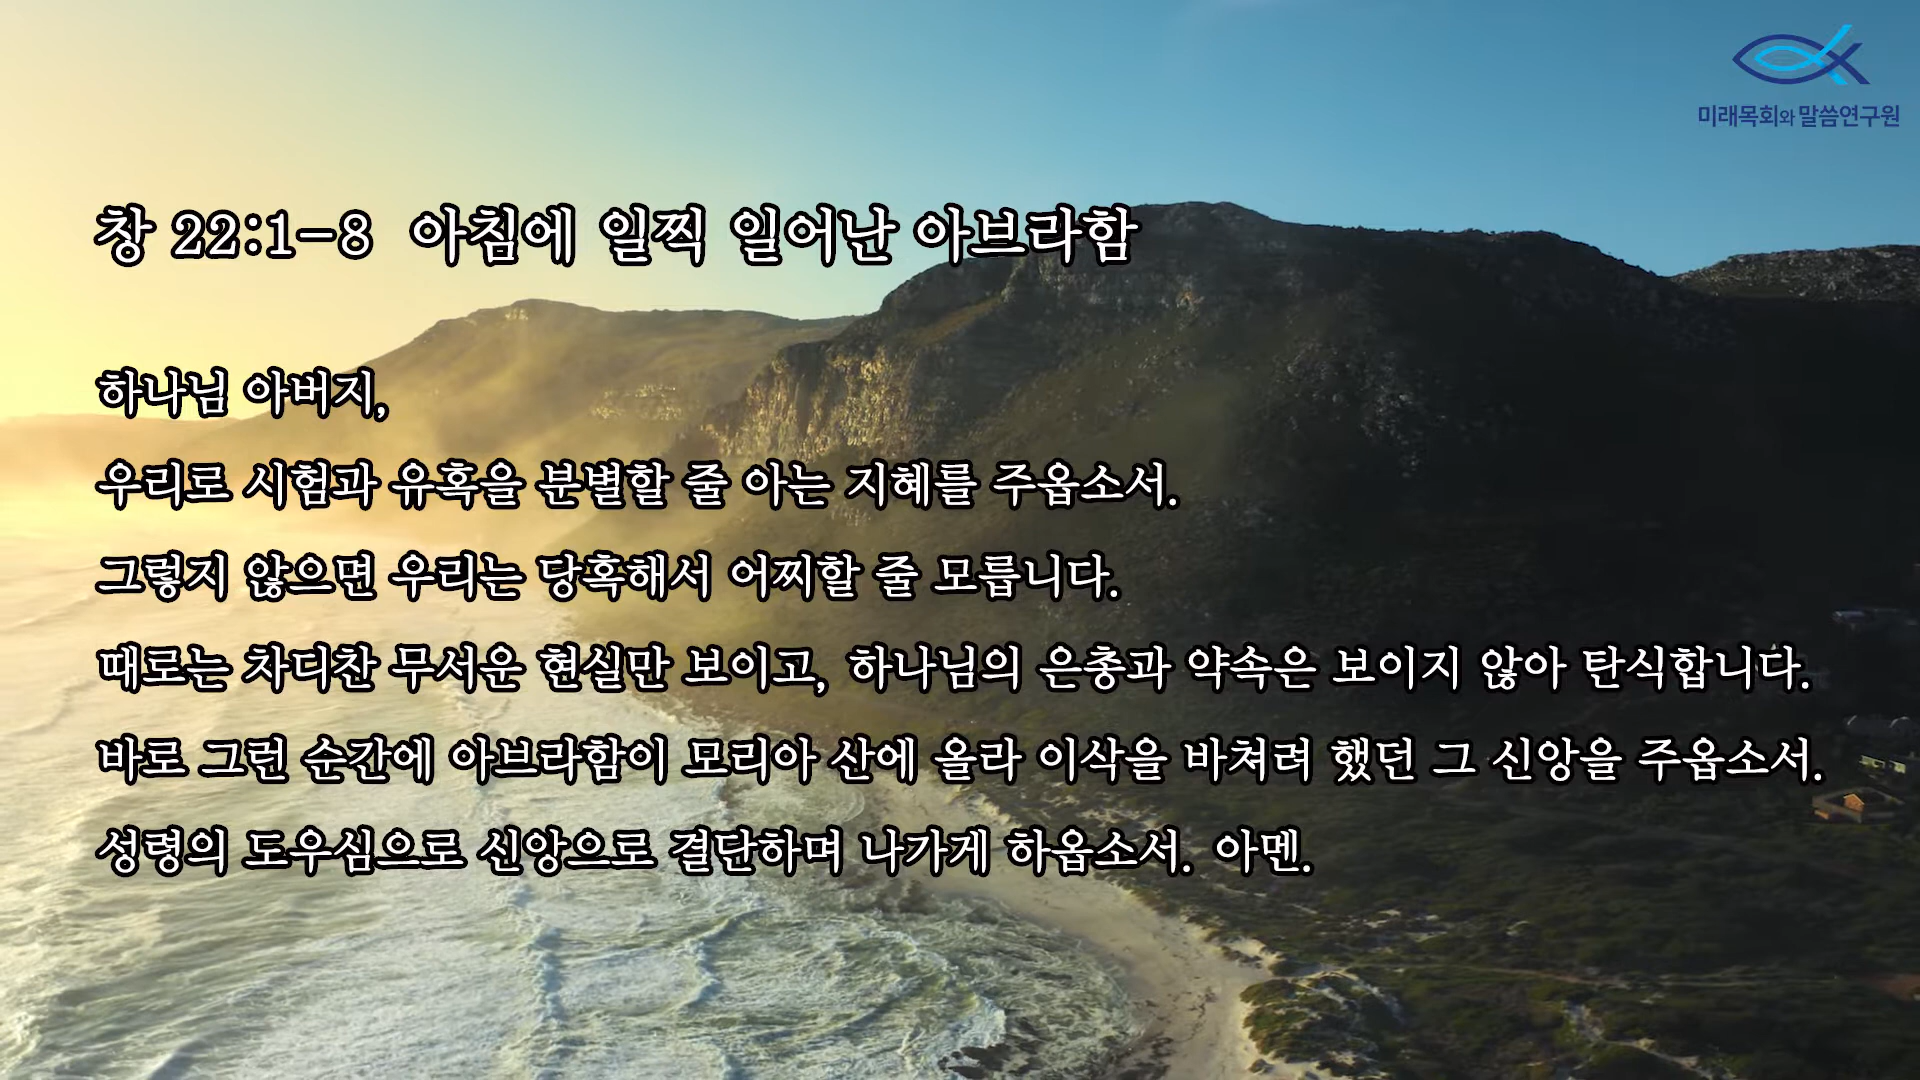 미래목회와 말씀연구원
창 22:1-8  아침에 일찍 일어난 아브라함
하나님 아버지,
우리로 시험과 유혹을 분별할 줄 아는 지혜를 주옵소서.
그렇지 않으면 우리는 당혹해서 어찌할 줄 모릅니다.
때로는 차디찬 무서운 현실만 보이고, 하나님의 은총과 약속은 보이지 않아 탄식합니다.
바로 그런 순간에 아브라함이 모리아 산에 올라 이삭을 바쳐려 했던 그 신앙을 주옵소서.
성령의 도우심으로 신앙으로 결단하며 나가게 하옵소서. 아멘.